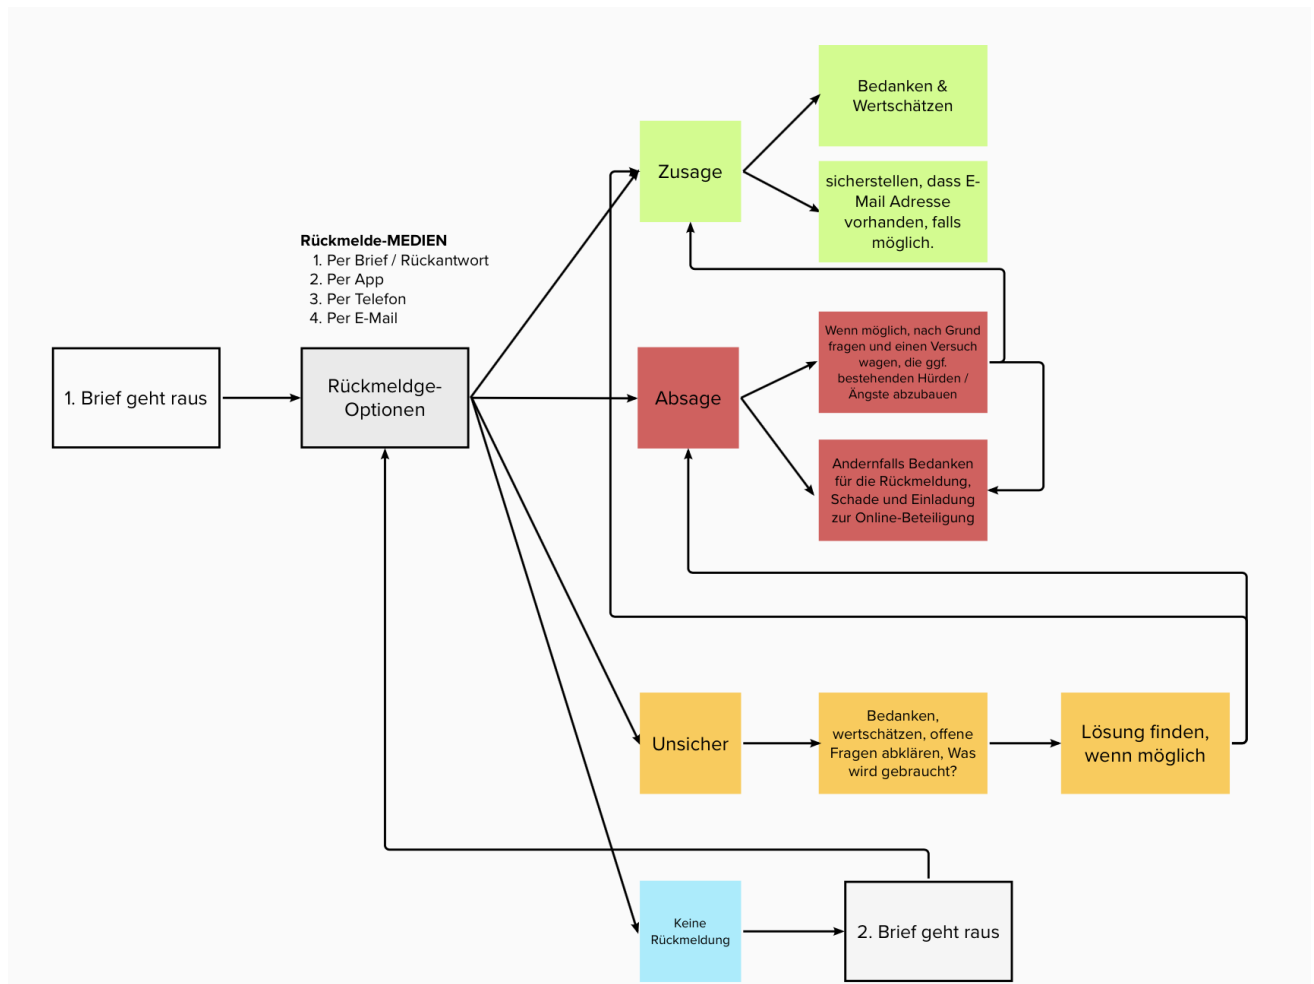 Bedanken &
Wertschätzen
Zusage
sicherstellen, dass E-
Mail Adresse
vorhanden, falls
möglich.
Rückmelde-MEDIEN
1. Per Brief / Rückantwort
2. Per App
3. Per Telefon
4. Per E-Mail
1. Brief geht raus
Rückmeldge-
Optionen
Absage
Wenn möglich, nach Grund
fragen und einen Versuch
wagen, die ggf.
bestehenden Hürden /
Ängste abzubauen
Andernfalls Bedanken
für die Rückmeldung,
Schade und Einladung
zur Online-Beteiligung
Unsicher
Bedanken,
wertschätzen, offene
Fragen abklären, Was
wird gebraucht?
Lösung finden,
wenn möglich
Keine
Rückmeldung
2. Brief geht raus